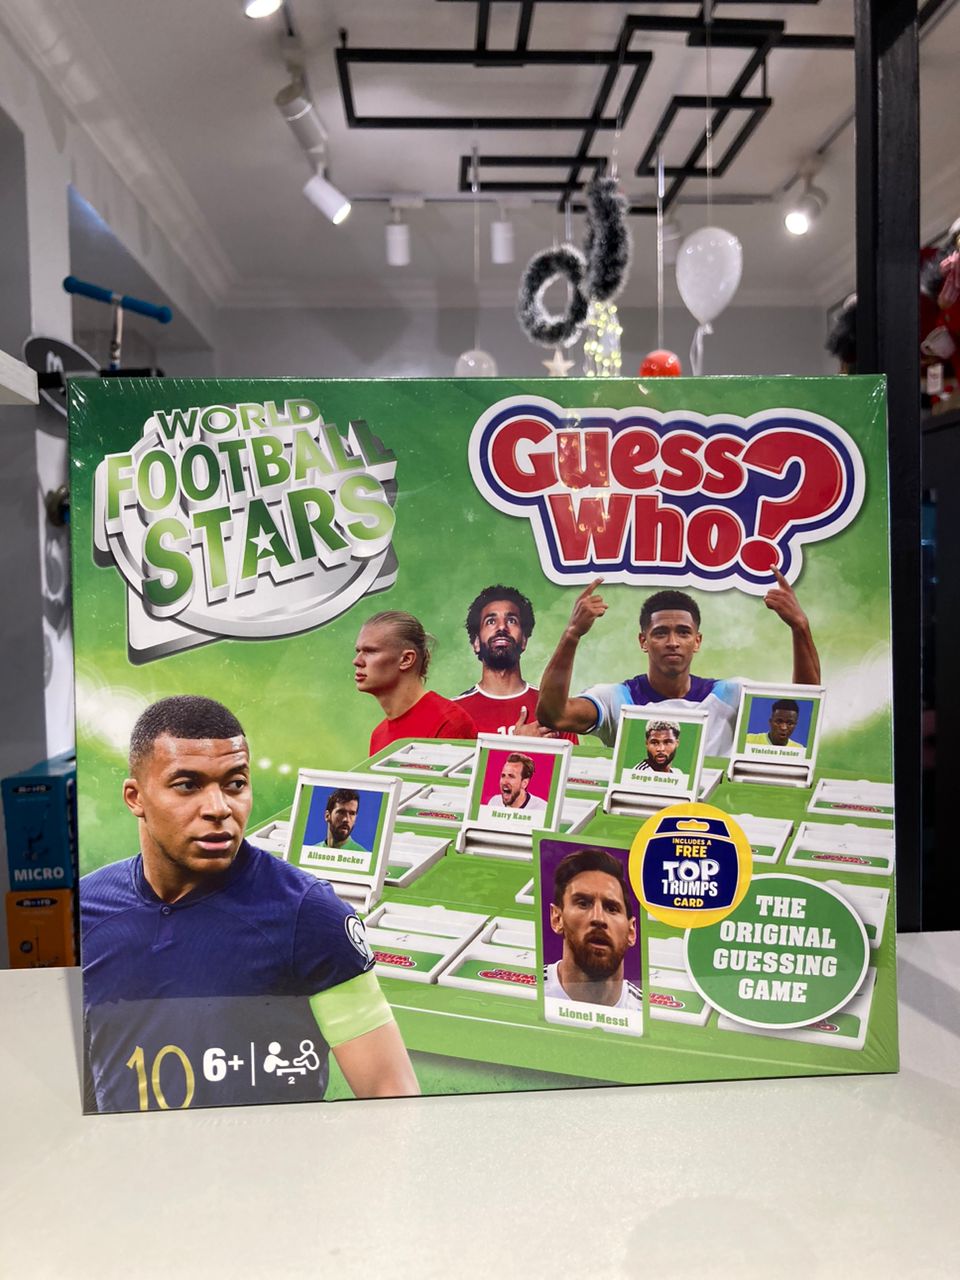 WORLD
FOOTBALL
STARS
GUESS
WHO?
Vinicius Junior
Serge Gnabry
Harry Kane
Alisson Becker
INCLUDES A
FREE
TOP
TRUMPS
CARD
THE
ORIGINAL
GUESSING
GAME
Lionel Messi
10
6+
2
MICRO